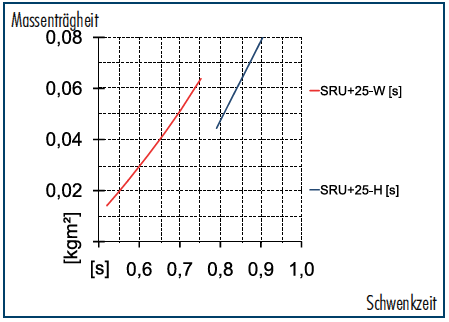 Massenträgheit
0,08
0,06
0,04
0,02
[kgm²]
[s] 0,6 0,7 0,8 0,9 1,0
SRU+25-W [s]
SRU+25-H [s]
Schwenkzeit